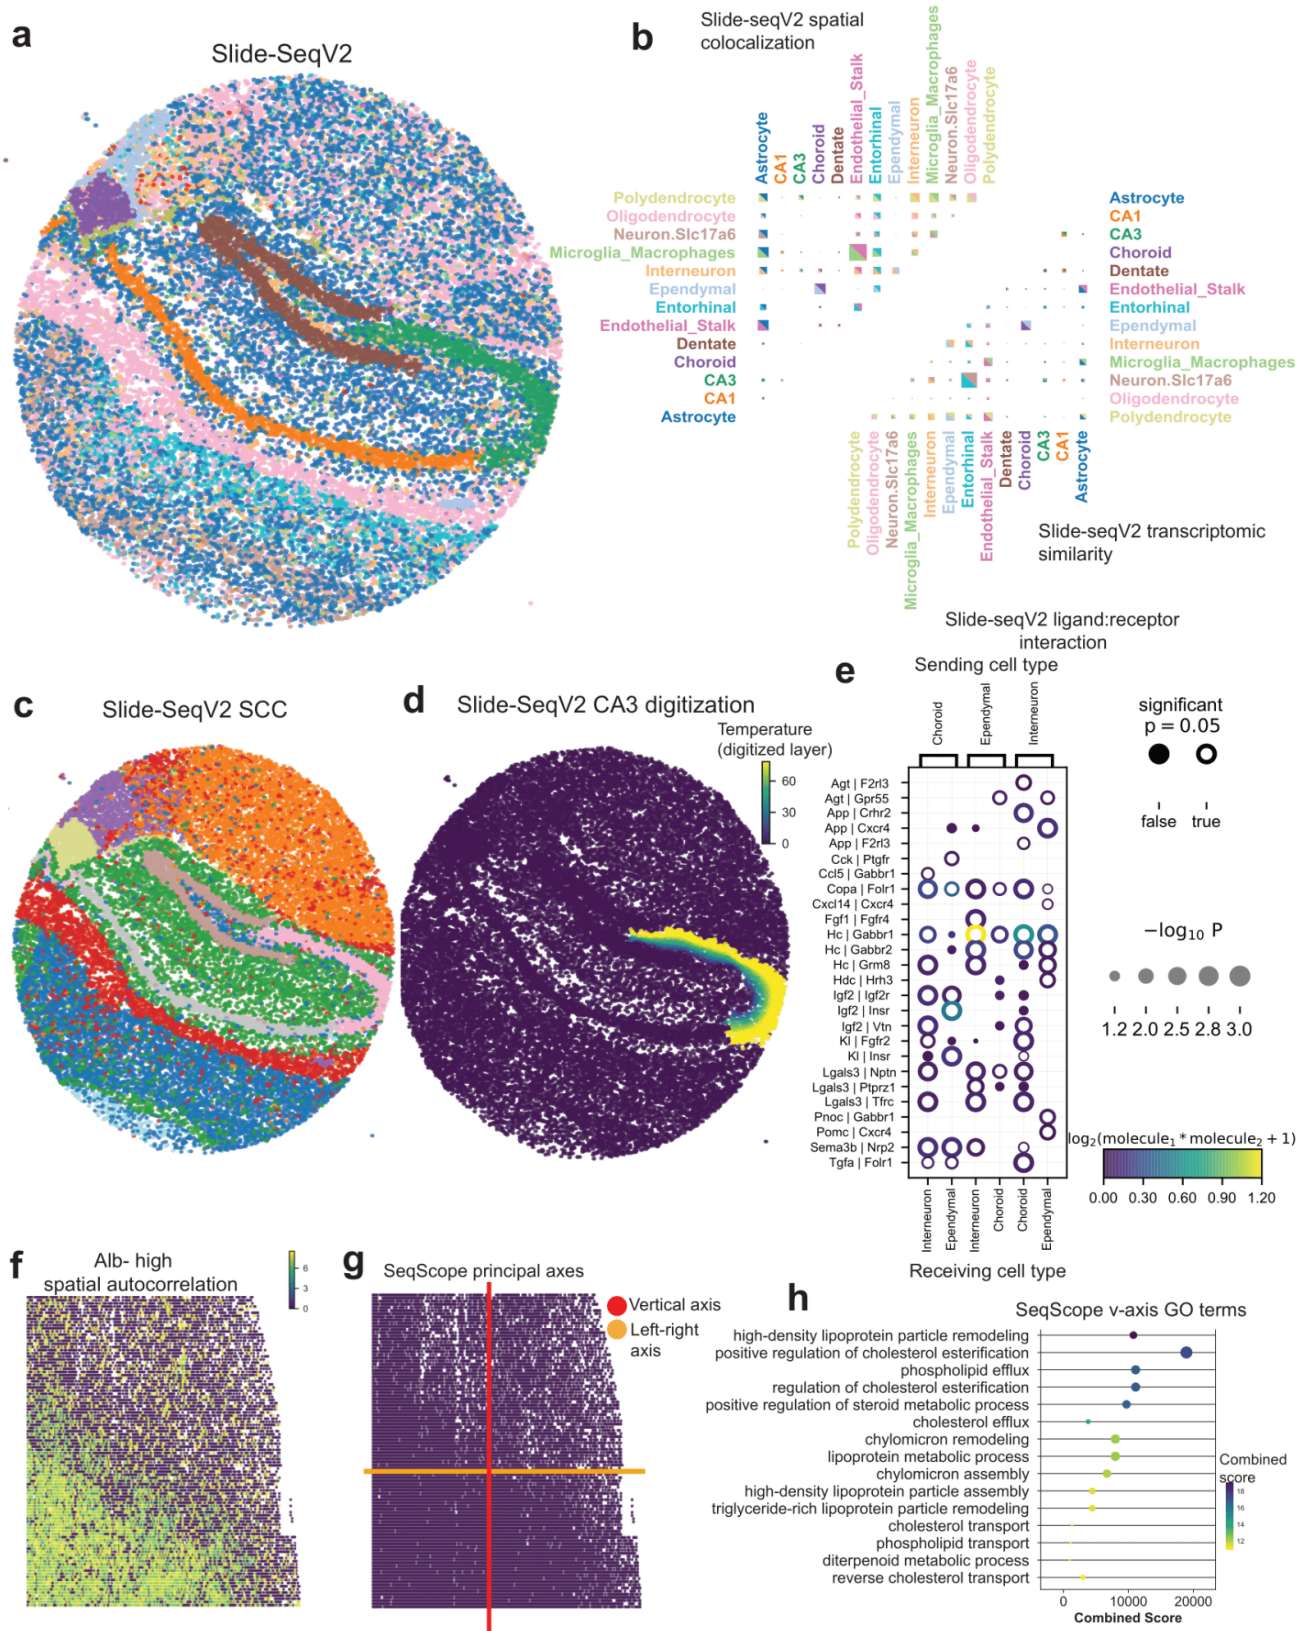 a
Slide-SeqV2
b
Slide-seqV2 spatial
colocalization
Astrocyte
CA1
CA3
Choroid
Dentate
Endothelial_Stalk
Entorhinal
Ependymal
Interneuron
Microglia_Macrophages
Neuron.Slc17a6
Oligodendrocyte
Polydendrocyte
Polydendrocyte
Oligodendrocyte
Neuron.Slc17a6
Microglia_Macrophages
Interneuron
Ependymal
Entorhinal
Endothelial_Stalk
Dentate
Choroid
CA3
CA1
Astrocyte
Astrocyte
CA1
CA3
Choroid
Dentate
Endothelial_Stalk
Entorhinal
Ependymal
Interneuron
Microglia_Macrophages
Neuron.Slc17a6
Oligodendrocyte
Polydendrocyte
Polydendrocyte
Oligodendrocyte
Neuron.Slc17a6
Microglia_Macrophages
Interneuron
Ependymal
Entorhinal
Endothelial_Stalk
Dentate
Choroid
CA3
CA1
Astrocyte
Slide-seqV2 transcriptomic
similarity
c
Slide-SeqV2 SCC
d
Slide-SeqV2 CA3 digitization
Temperature
(digitized layer)
60
30
0
e
Slide-seqV2 ligand:receptor
interaction
Sending cell type
Choroid
Ependymal
Interneuron
Agt | F2rl3
Agt | Gpr55
App | Crhr2
App | Cxcr4
App | F2rl3
Cck | Ptgfr
Ccl5 | Gabbr1
Copa | Folr1
Cxcl14 | Cxcr4
Fgf1 | Fgfr4
Hc | Gabbr1
Hc | Gabbr2
Hc | Grm8
Hdc | Hrh3
Igf2 | Igf2r
Igf2 | Insr
Igf2 | Vtn
Kl | Fgfr2
Kl | Insr
Lgals3 | Nptn
Lgals3 | Ptprz1
Lgals3 | Tfrc
Pnoc | Gabbr1
Pomc | Cxcr4
Sema3b | Nrp2
Tgfa | Folr1
Interneuron
Ependymal
Interneuron
Choroid
Choroid
Ependymal
Receiving cell type
significant
p = 0.05
false
true
−log10 P
1.2 2.0 2.5 2.8 3.0
log2(molecule1 * molecule2 + 1)
0.00 0.30 0.60 0.90 1.20
f
Alb- high
spatial autocorrelation
6
3
0
g
SeqScope principal axes
Vertical axis
Left-right
axis
h
SeqScope v-axis GO terms
high-density lipoprotein particle remodeling
positive regulation of cholesterol esterification
phospholipid efflux
regulation of cholesterol esterification
positive regulation of steroid metabolic process
cholesterol efflux
chylomicron remodeling
lipoprotein metabolic process
chylomicron assembly
high-density lipoprotein particle assembly
triglyceride-rich lipoprotein particle remodeling
cholesterol transport
phospholipid transport
diterpenoid metabolic process
reverse cholesterol transport
0 10000 20000
Combined Score
Combined
score
18
16
14
12